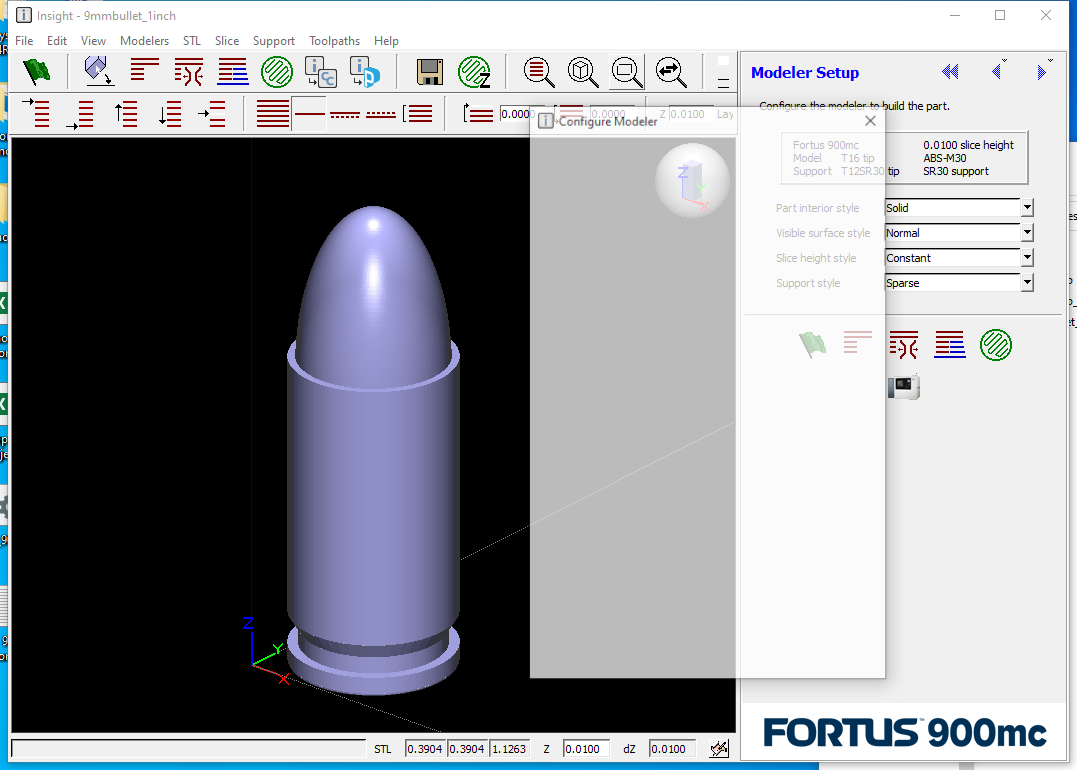 Insight - 9mmbullet_1inch
File Edit View Modelers STL Slice Support Toolpaths Help
0.0000
0.0000
Z 0.0100 Lay
Modeler Setup
Configure the modeler to build the part.
Configure Modeler
Fortus 900mc 0.0100 slice height
Model T16 tip ABS-M30
Support T12SR30 tip SR30 support
Part interior style Solid
Visible surface style Normal
Slice height style Constant
Support style Sparse
Z
Y
X
Z
Y
X
STL 0.3904 0.3904 1.1263 Z 0.0100 dZ 0.0100
FORTUS™ 900mc